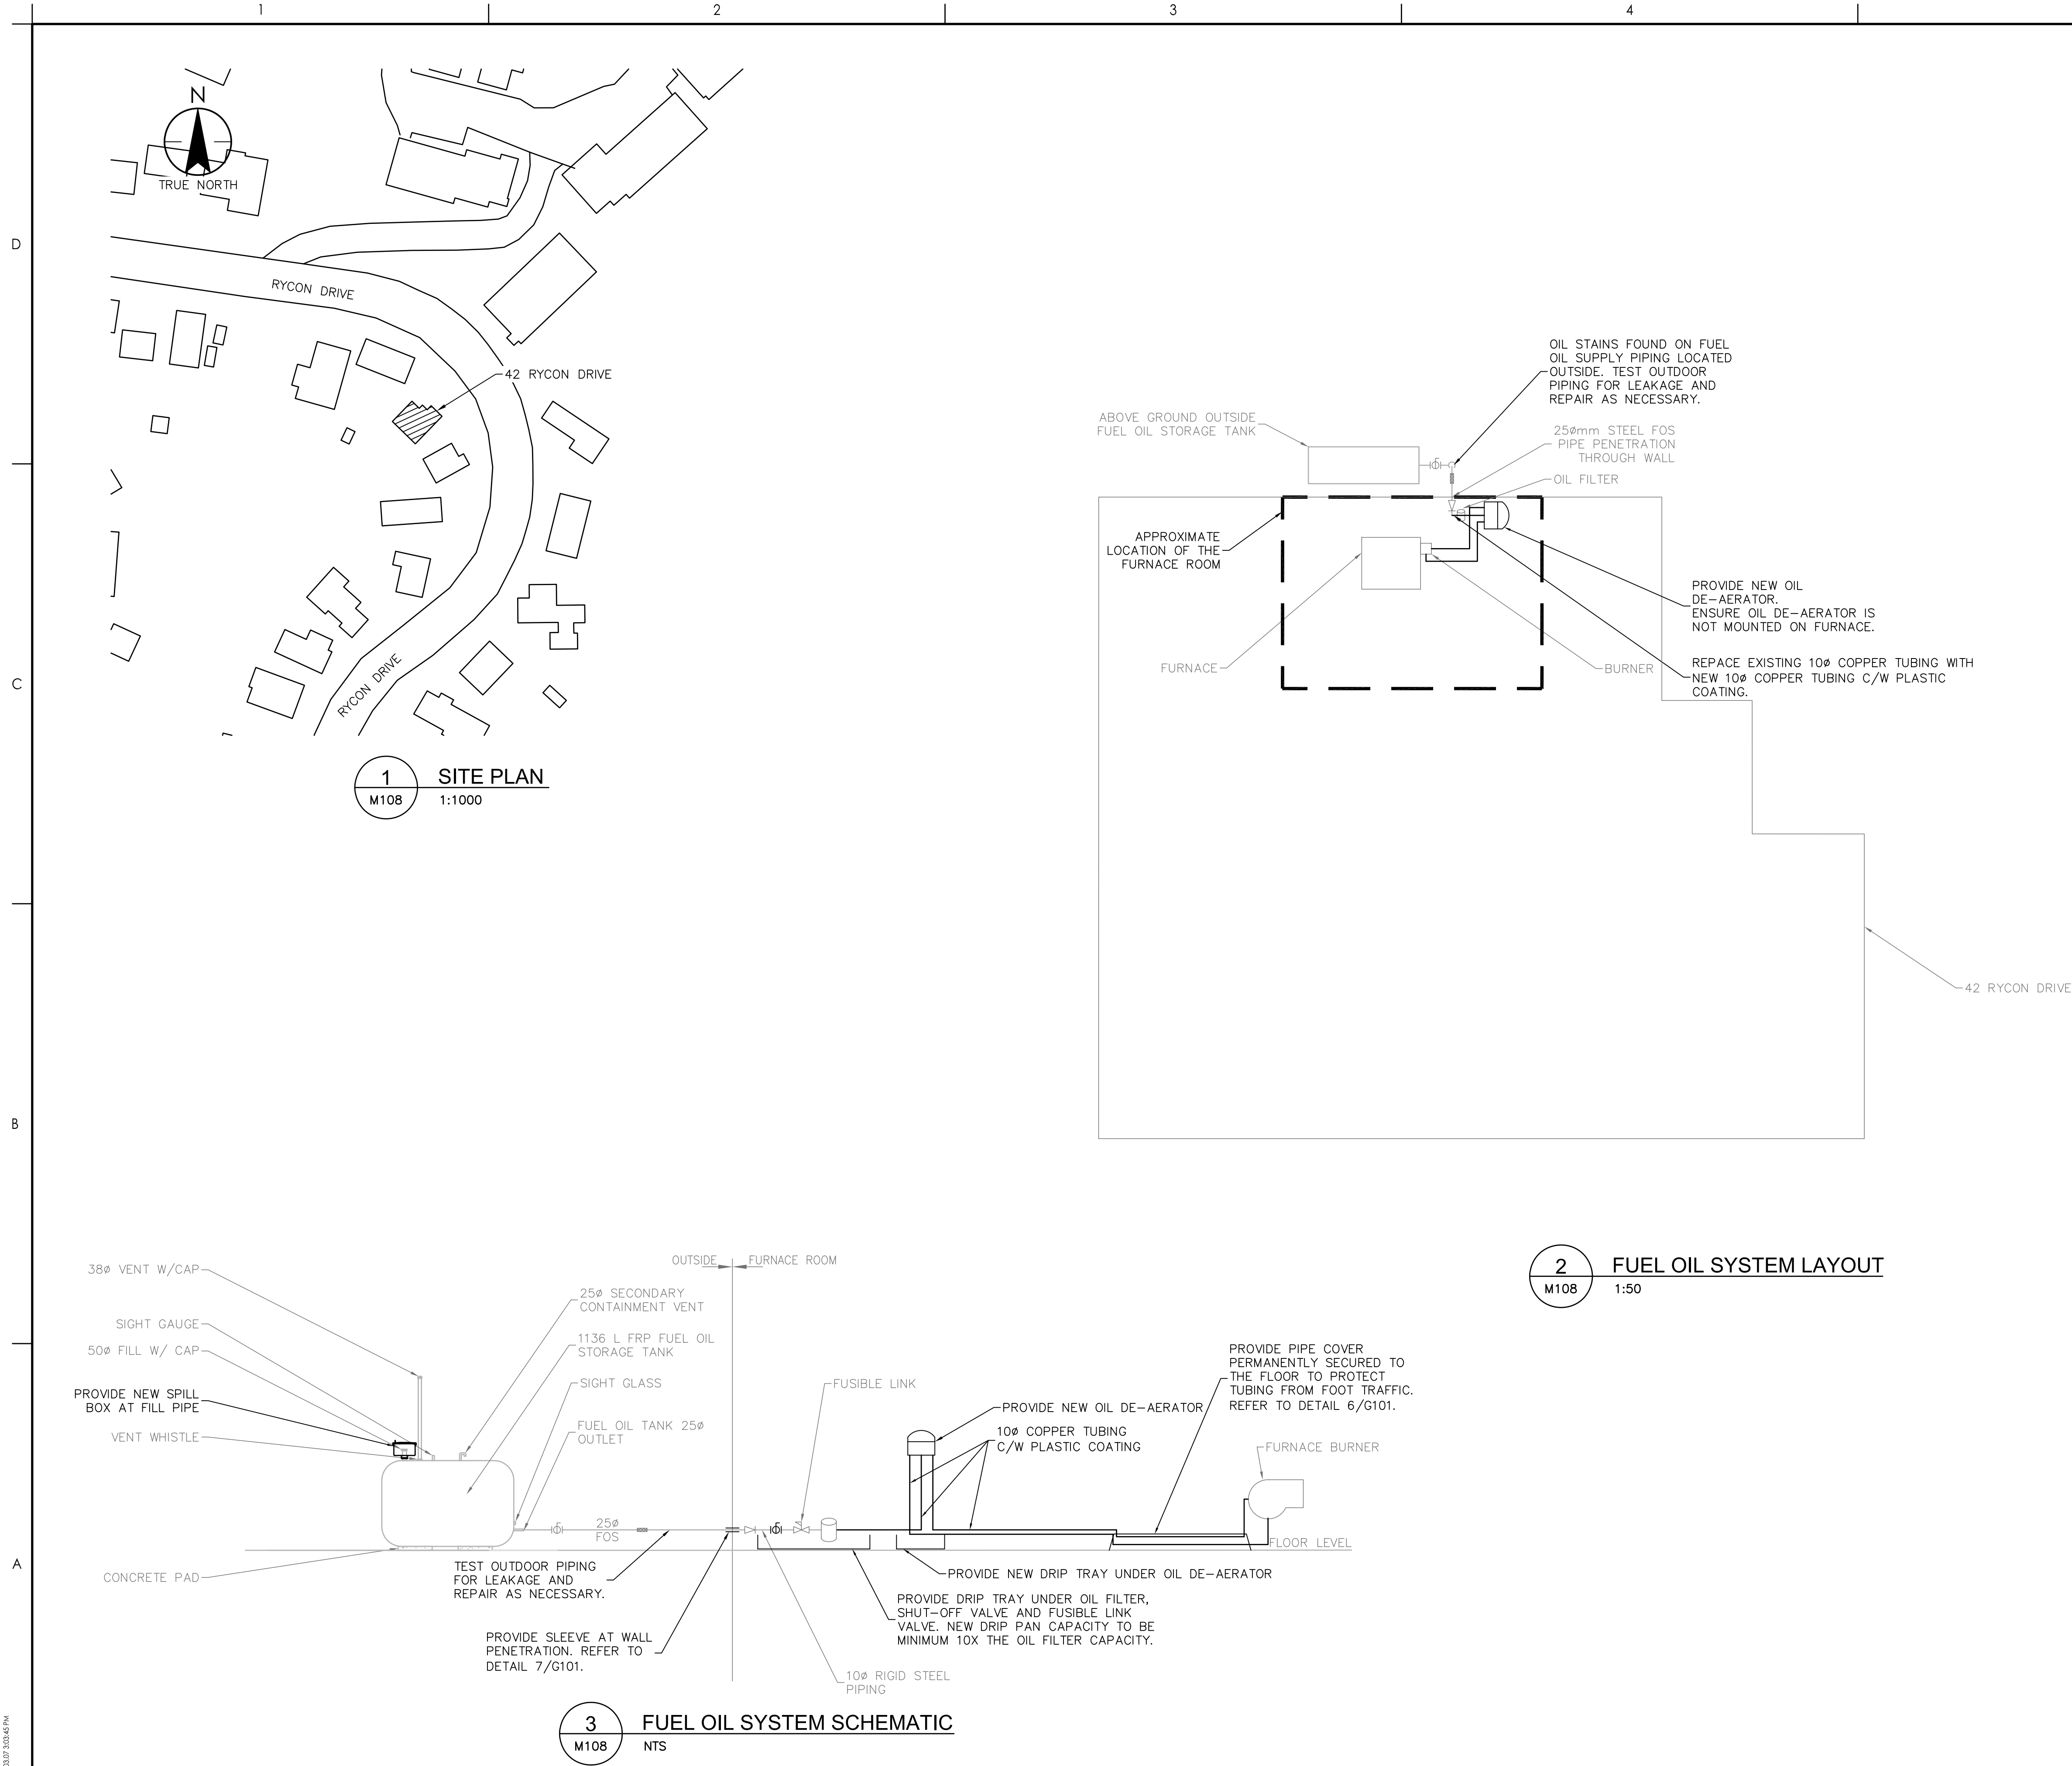 1
2
3
4
D
C
B
A
N
TRUE NORTH
RYCON DRIVE
42 RYCON DRIVE
RYCON DRIVE
1
M108
SITE PLAN
1:1000
OIL STAINS FOUND ON FUEL
OIL SUPPLY PIPING LOCATED
OUTSIDE. TEST OUTDOOR
PIPING FOR LEAKAGE AND
REPAIR AS NECESSARY.
ABOVE GROUND OUTSIDE
FUEL OIL STORAGE TANK
25ømm STEEL FOS
PIPE PENETRATION
THROUGH WALL
OIL FILTER
APPROXIMATE
LOCATION OF THE
FURNACE ROOM
PROVIDE NEW OIL
DE-AERATOR.
ENSURE OIL DE-AERATOR IS
NOT MOUNTED ON FURNACE.
FURNACE
BURNER
REPACE EXISTING 10ø COPPER TUBING WITH
NEW 10ø COPPER TUBING C/W PLASTIC
COATING.
42 RYCON DRIVE
2
M108
FUEL OIL SYSTEM LAYOUT
1:50
OUTSIDE
FURNACE ROOM
38ø VENT W/CAP
SIGHT GAUGE
50ø FILL W/ CAP
PROVIDE NEW SPILL
BOX AT FILL PIPE
VENT WHISTLE
CONCRETE PAD
25ø SECONDARY
CONTAINMENT VENT
1136 L FRP FUEL OIL
STORAGE TANK
SIGHT GLASS
FUEL OIL TANK 25ø
OUTLET
25ø
FOS
FUSIBLE LINK
PROVIDE NEW OIL DE-AERATOR
10ø COPPER TUBING
C/W PLASTIC COATING
PROVIDE PIPE COVER
PERMANENTLY SECURED TO
THE FLOOR TO PROTECT
TUBING FROM FOOT TRAFFIC.
REFER TO DETAIL 6/G101.
FURNACE BURNER
FLOOR LEVEL
TEST OUTDOOR PIPING
FOR LEAKAGE AND
REPAIR AS NECESSARY.
PROVIDE NEW DRIP TRAY UNDER OIL DE-AERATOR
PROVIDE DRIP TRAY UNDER OIL FILTER,
SHUT-OFF VALVE AND FUSIBLE LINK
VALVE. NEW DRIP PAN CAPACITY TO BE
MINIMUM 10X THE OIL FILTER CAPACITY.
PROVIDE SLEEVE AT WALL
PENETRATION. REFER TO
DETAIL 7/G101.
10ø RIGID STEEL
PIPING
3
M108
FUEL OIL SYSTEM SCHEMATIC
NTS
03.07 3:03:45 PM